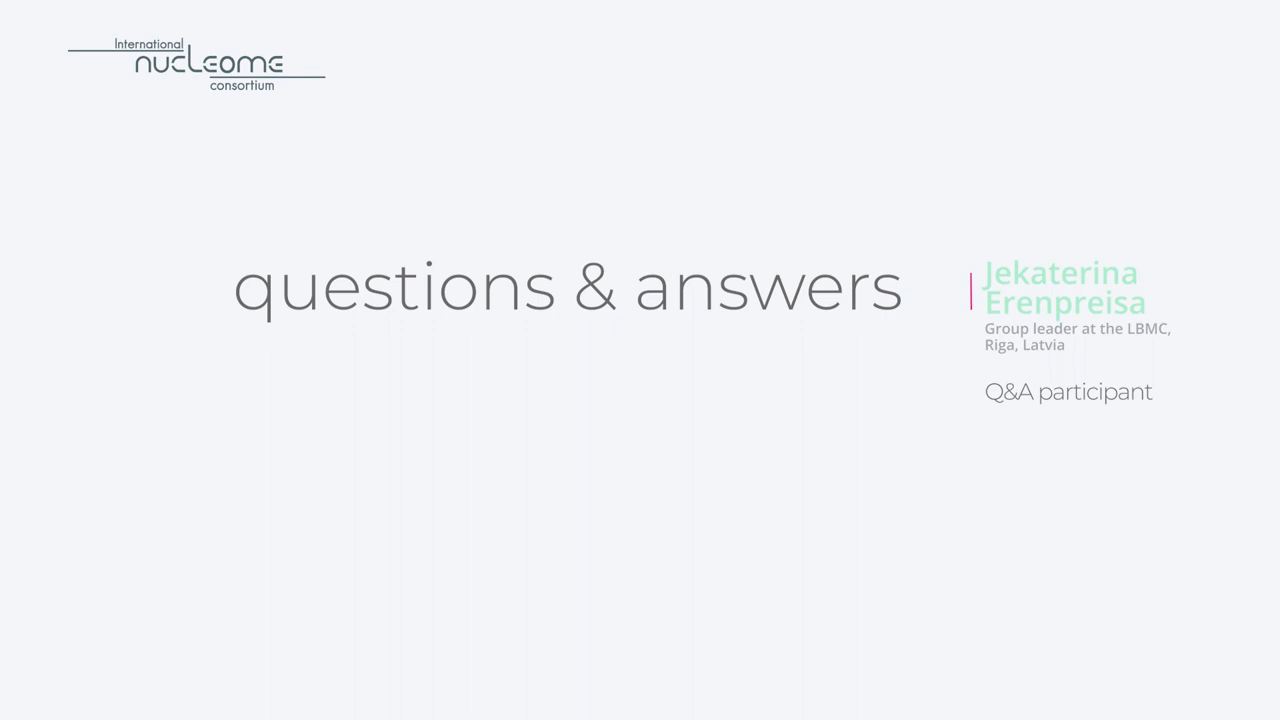 International
nucleome
consortium
questions & answers
Jekaterina
Erenpreisa
Group leader at the LBMC,
Riga, Latvia
Q&A participant